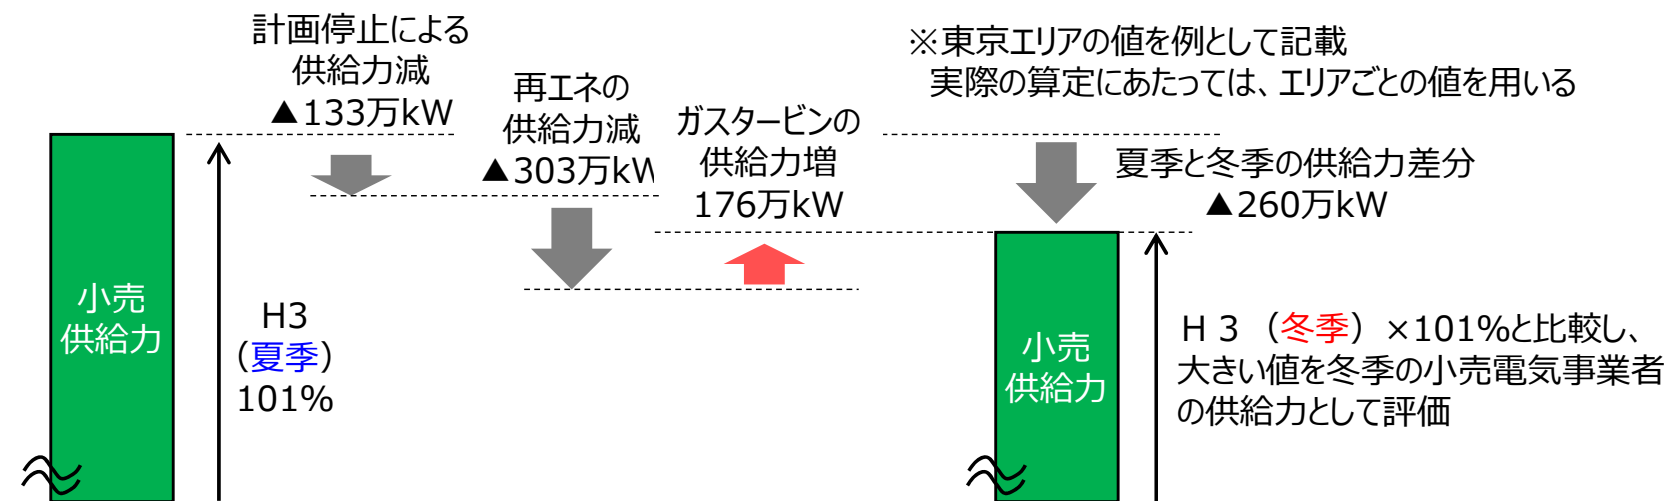 計画停止による
供給力減
▲133万kW
再エネの
供給力減
▲303万kW
ガスタービンの
供給力増
176万kW
※東京エリアの値を例として記載
実際の算定にあたっては、エリアごとの値を用いる
夏季と冬季の供給力差分
▲260万kW
小売
供給力
H3
（夏季）
101%
小売
供給力
H３（冬季）×101%と比較し、
大きい値を冬季の小売電気事業者
の供給力として評価